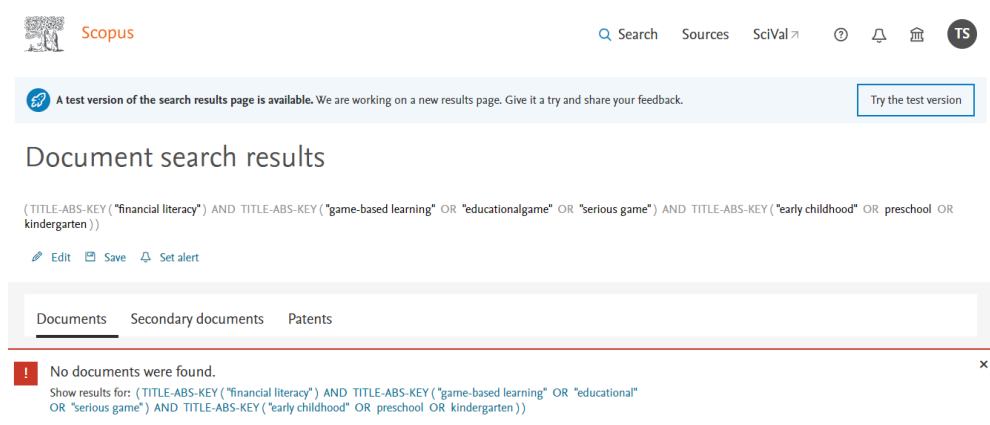 Scopus
Search Sources SciVal TS
A test version of the search results page is available. We are working on a new results page. Give it a try and share your feedback. Try the test version
Document search results
( TITLE-ABS-KEY ( "financial literacy" ) AND TITLE-ABS-KEY ( "game-based learning" OR "educationalgame" OR "serious game" ) AND TITLE-ABS-KEY ( "early childhood" OR preschool OR
kindergarten ) )
Edit Save Set alert
Documents Secondary documents Patents
No documents were found.
Show results for: ( TITLE-ABS-KEY ( "financial literacy" ) AND TITLE-ABS-KEY ( "game-based learning" OR "educational"
OR "serious game" ) AND TITLE-ABS-KEY ( "early childhood" OR preschool OR kindergarten ) )